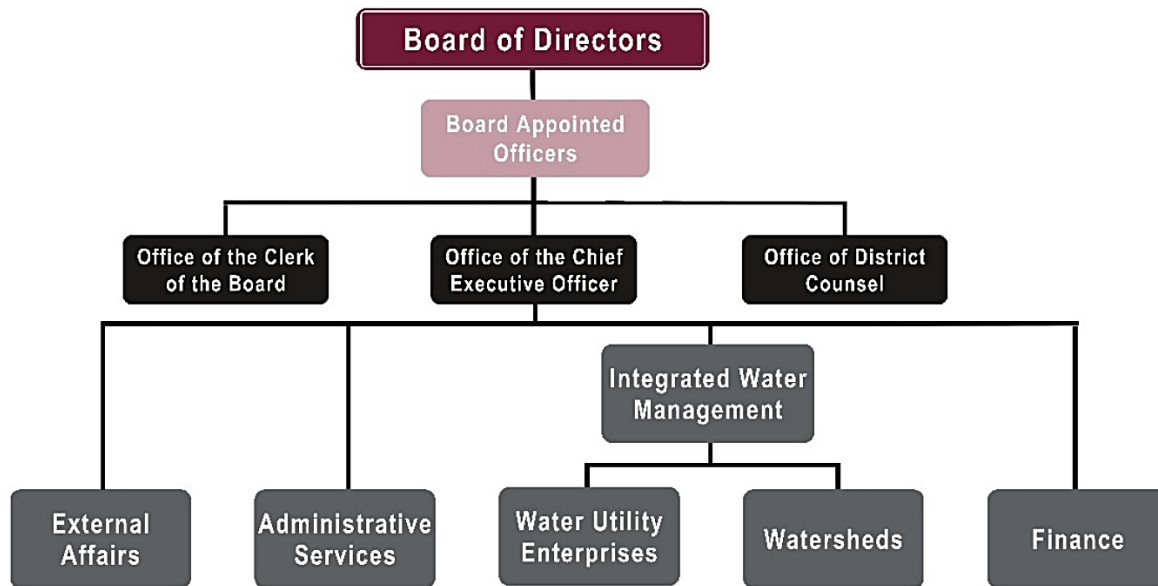 Board of Directors
Board Appointed
Officers
Office of the Clerk
of the Board
Office of the Chief
Executive Officer
Office of District
Counsel
Integrated Water
Management
External
Affairs
Administrative
Services
Water Utility
Enterprises
Watersheds
Finance